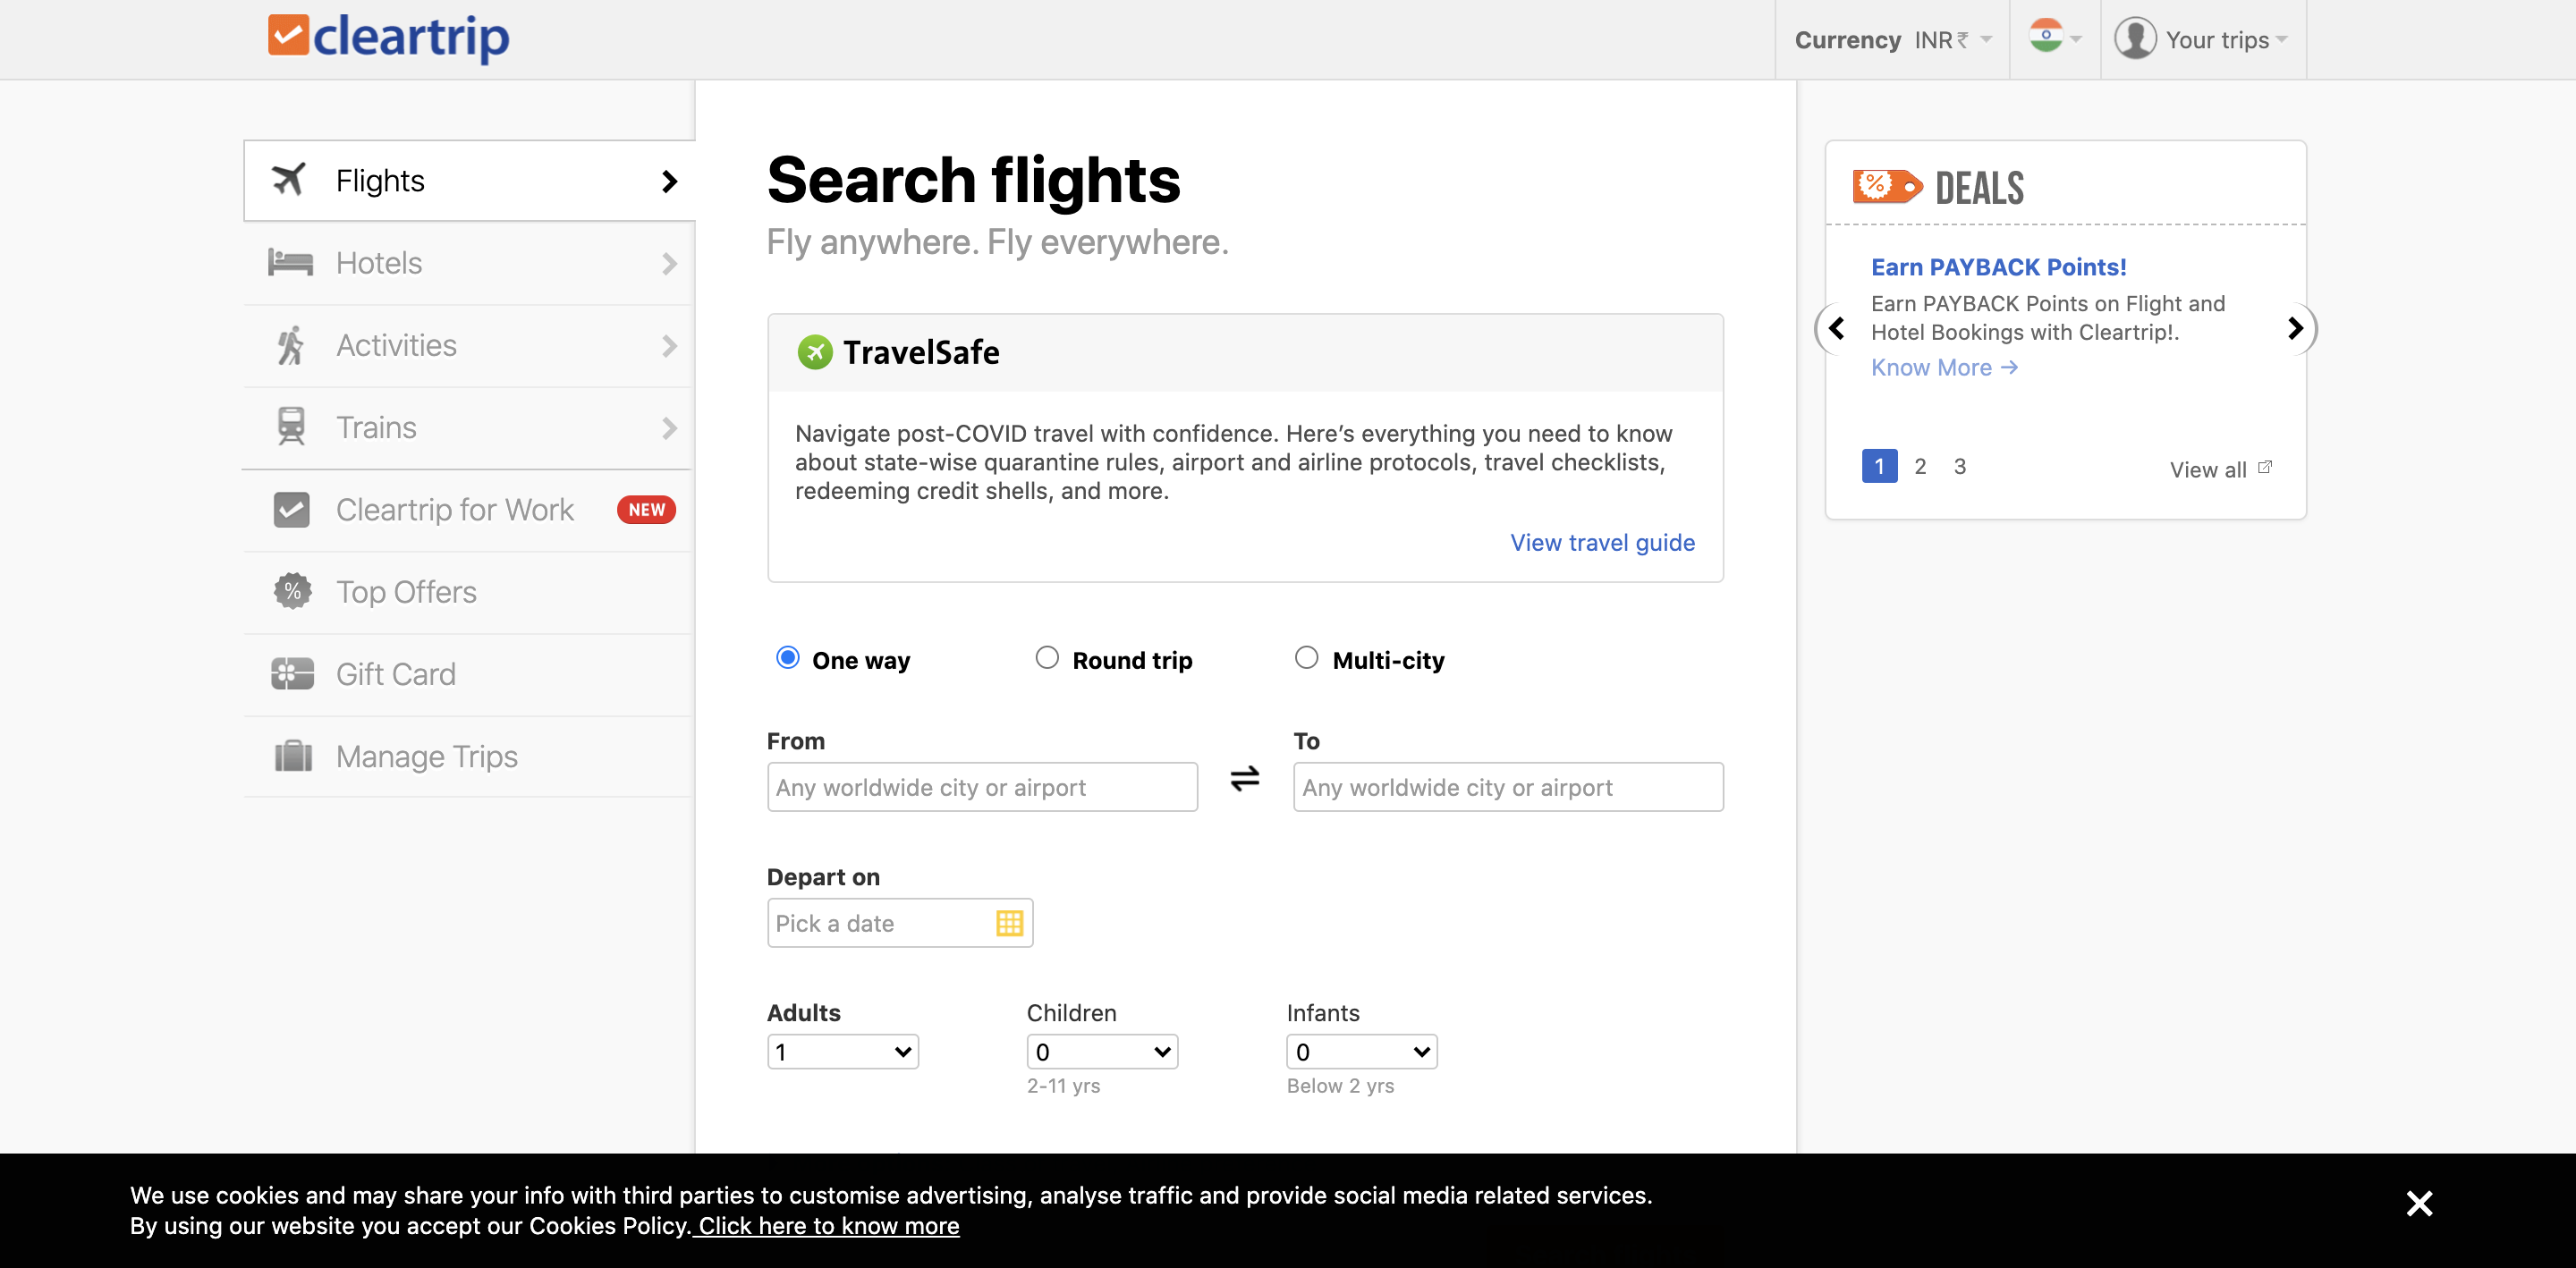 cleartrip
Currency INR ₹
Your trips
Flights
Hotels
Activities
Trains
Cleartrip for Work NEW
% Top Offers
Gift Card
Manage Trips
Search flights
Fly anywhere. Fly everywhere.
TravelSafe
Navigate post-COVID travel with confidence. Here’s everything you need to know
about state-wise quarantine rules, airport and airline protocols, travel checklists,
redeeming credit shells, and more.
View travel guide
One way Round trip Multi-city
From To
Any worldwide city or airport Any worldwide city or airport
Depart on
Pick a date
Adults Children Infants
1 0 0
2-11 yrs Below 2 yrs
% DEALS
Earn PAYBACK Points!
Earn PAYBACK Points on Flight and
Hotel Bookings with Cleartrip!.
Know More →
1 2 3 View all
We use cookies and may share your info with third parties to customise advertising, analyse traffic and provide social media related services.
By using our website you accept our Cookies Policy. Click here to know more